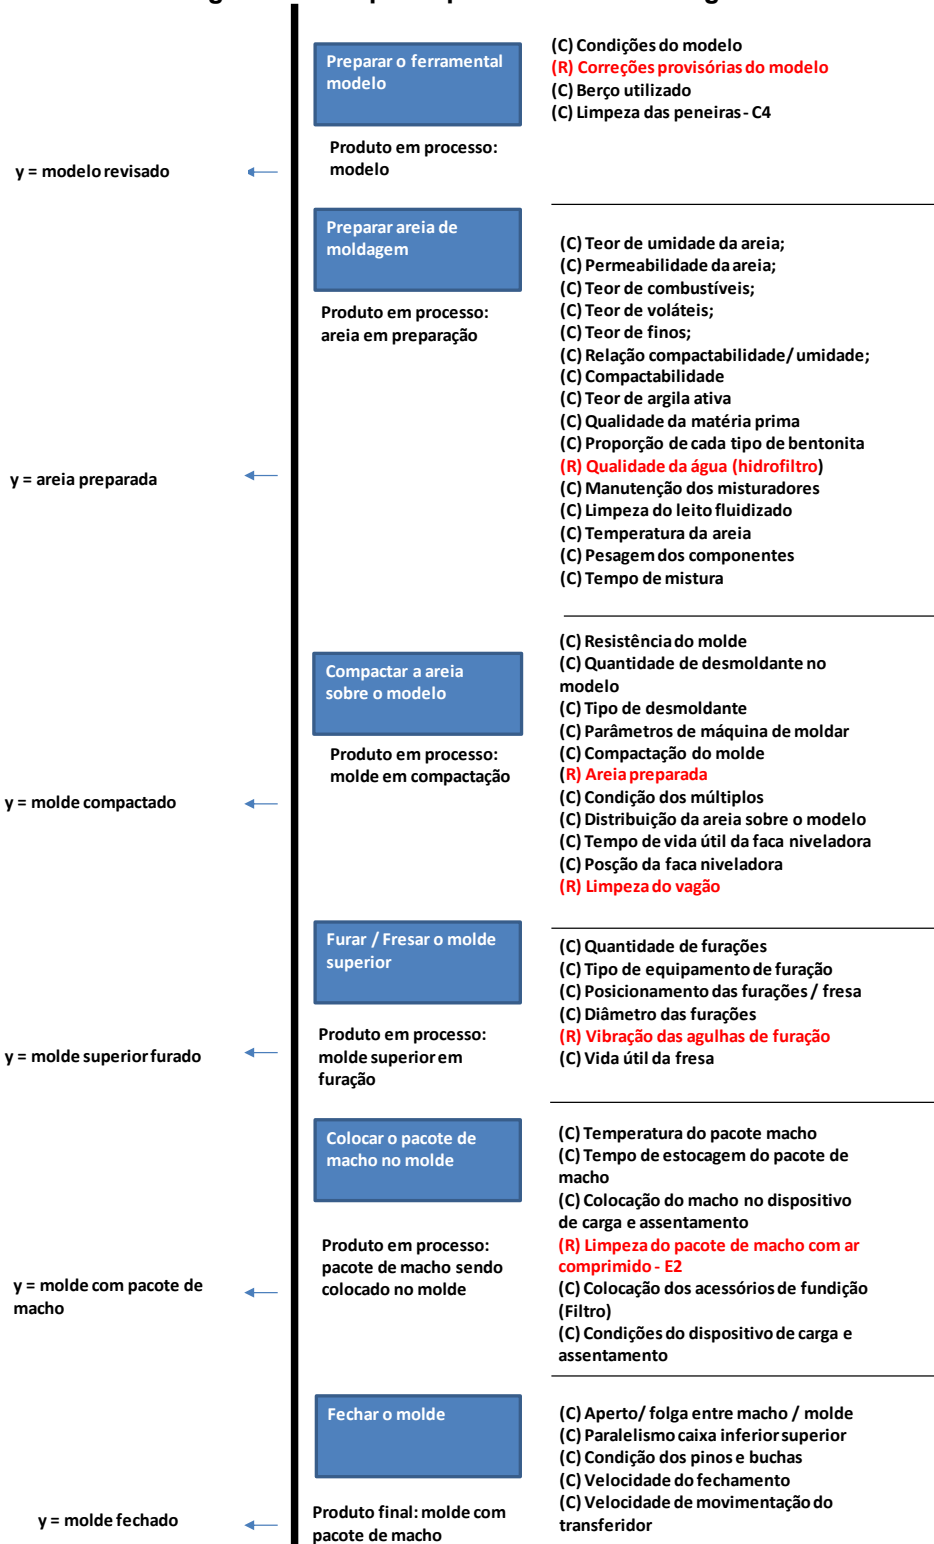 Preparar o ferramental
modelo
(C) Condições do modelo
(R) Correções provisórias do modelo
(C) Berço utilizado
(C) Limpeza das peneiras - C4
Produto em processo:
modelo
y = modelo revisado
Preparar areia de
moldagem
Produto em processo:
areia em preparação
(C) Teor de umidade da areia;
(C) Permeabilidade da areia;
(C) Teor de combustíveis;
(C) Teor de voláteis;
(C) Teor de finos;
(C) Relação compactabilidade/ umidade;
(C) Compactabilidade
(C) Teor de argila ativa
(C) Qualidade da matéria prima
(C) Proporção de cada tipo de bentonita
(R) Qualidade da água (hidrofiltro)
(C) Manutenção dos misturadores
(C) Limpeza do leito fluidizado
(C) Temperatura da areia
(C) Pesagem dos componentes
(C) Tempo de mistura
y = areia preparada
Compactar a areia
sobre o modelo
Produto em processo:
molde em compactação
(C) Resistência do molde
(C) Quantidade de desmoldante no
modelo
(C) Tipo de desmoldante
(C) Parâmetros de máquina de moldar
(C) Compactação do molde
(R) Areia preparada
(C) Condição dos múltiplos
(C) Distribuição da areia sobre o modelo
(C) Tempo de vida útil da faca niveladora
(C) Posção da faca niveladora
(R) Limpeza do vagão
y = molde compactado
Furar / Fresar o molde
superior
Produto em processo:
molde superior em
furação
(C) Quantidade de furações
(C) Tipo de equipamento de furação
(C) Posicionamento das furações / fresa
(C) Diâmetro das furações
(R) Vibração das agulhas de furação
(C) Vida útil da fresa
y = molde superior furado
Colocar o pacote de
macho no molde
Produto em processo:
pacote de macho sendo
colocado no molde
(C) Temperatura do pacote macho
(C) Tempo de estocagem do pacote de
macho
(C) Colocação do macho no dispositivo
de carga e assentamento
(R) Limpeza do pacote de macho com ar
comprimido - E2
(C) Colocação dos acessórios de fundição
(Filtro)
(C) Condições do dispositivo de carga e
assentamento
y = molde com pacote de
macho
Fechar o molde
Produto final: molde com
pacote de macho
(C) Aperto/ folga entre macho / molde
(C) Paralelismo caixa inferior superior
(C) Condição dos pinos e buchas
(C) Velocidade do fechamento
(C) Velocidade de movimentação do
transferidor
y = molde fechado